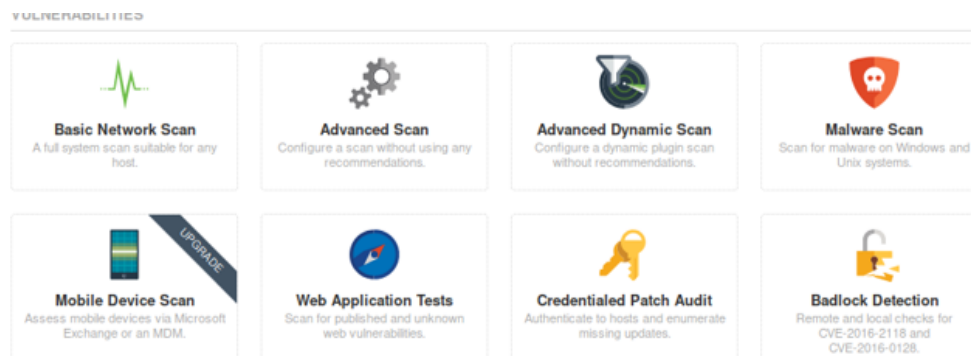 VULNERABILITIES
Basic Network Scan
A full system scan suitable for any
host.
Advanced Scan
Configure a scan without using any
recommendations.
Advanced Dynamic Scan
Configure a dynamic plugin scan
without recommendations.
Malware Scan
Scan for malware on Windows and
Unix systems.
UPGRADE
Mobile Device Scan
Assess mobile devices via Microsoft
Exchange or an MDM.
Web Application Tests
Scan for published and unknown
web vulnerabilities.
Credentialed Patch Audit
Authenticate to hosts and enumerate
missing updates.
Badlock Detection
Remote and local checks for
CVE-2016-2118 and
CVE-2016-0128.